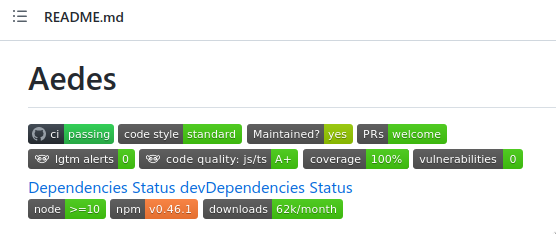 README.md
Aedes
ci passing code style standard Maintained? yes PRs welcome
lgtm alerts 0 code quality: js/ts A+ coverage 100% vulnerabilities 0
Dependencies Status devDependencies Status
node >=10 npm v0.46.1 downloads 62k/month